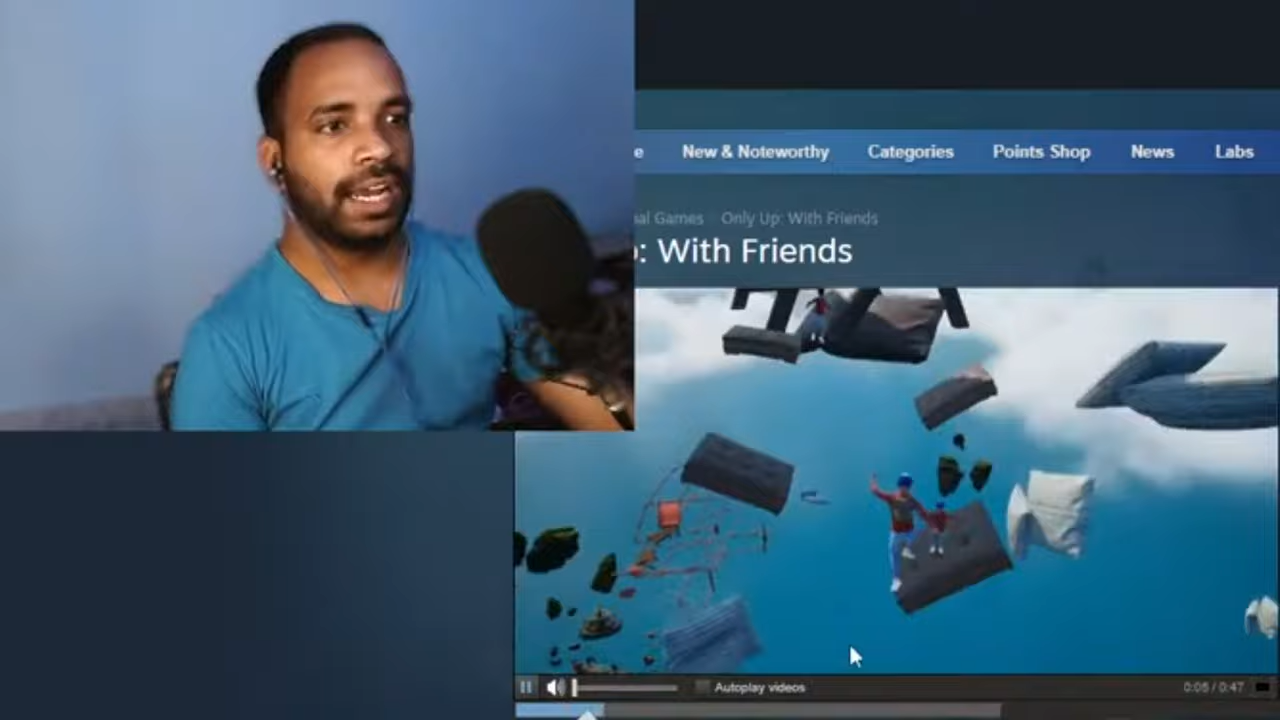 New & Noteworthy Categories Points Shop News Labs
Games Only Up: With Friends
: With Friends
Autoplay videos 0:05 / 0:47